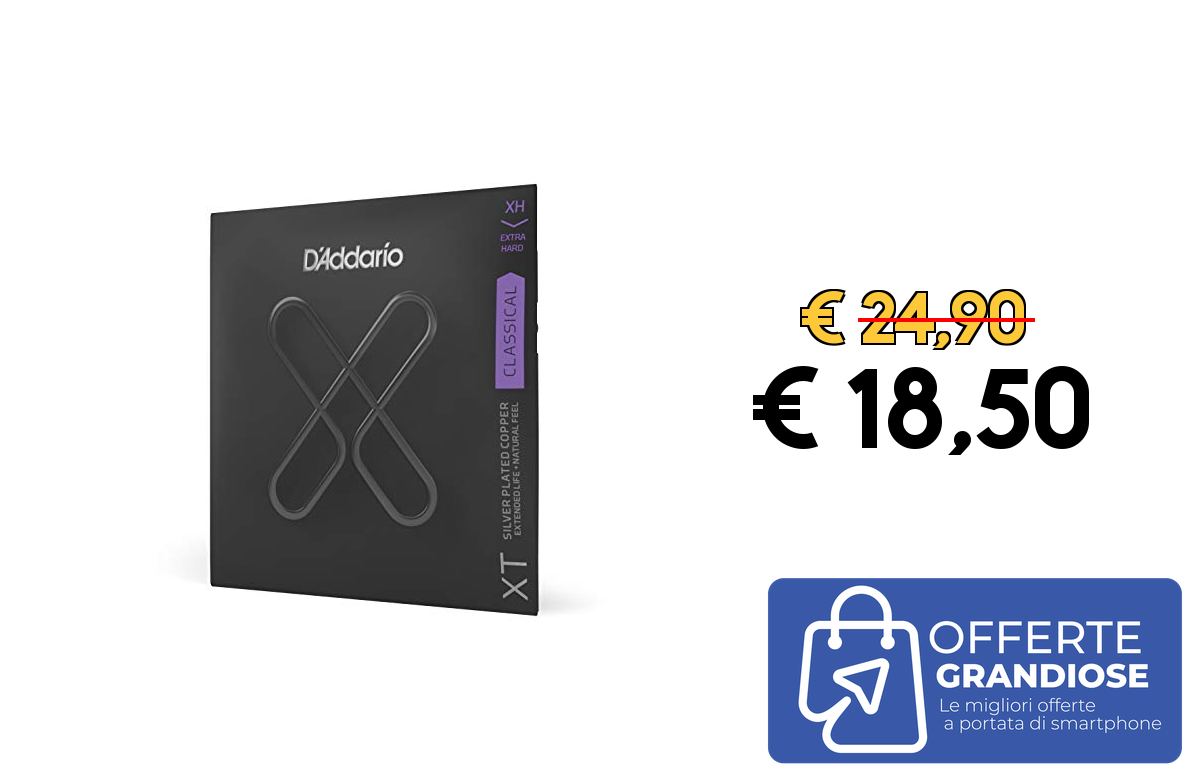 D'Addario
XH
EXTRA
HARD
CLASSICAL
SILVER PLATED COPPER
EXTENDED LIFE • NATURAL FEEL
XT
€ 24,90
€ 18,50
OFFERTE
GRANDIOSE
Le migliori offerte
a portata di smartphone